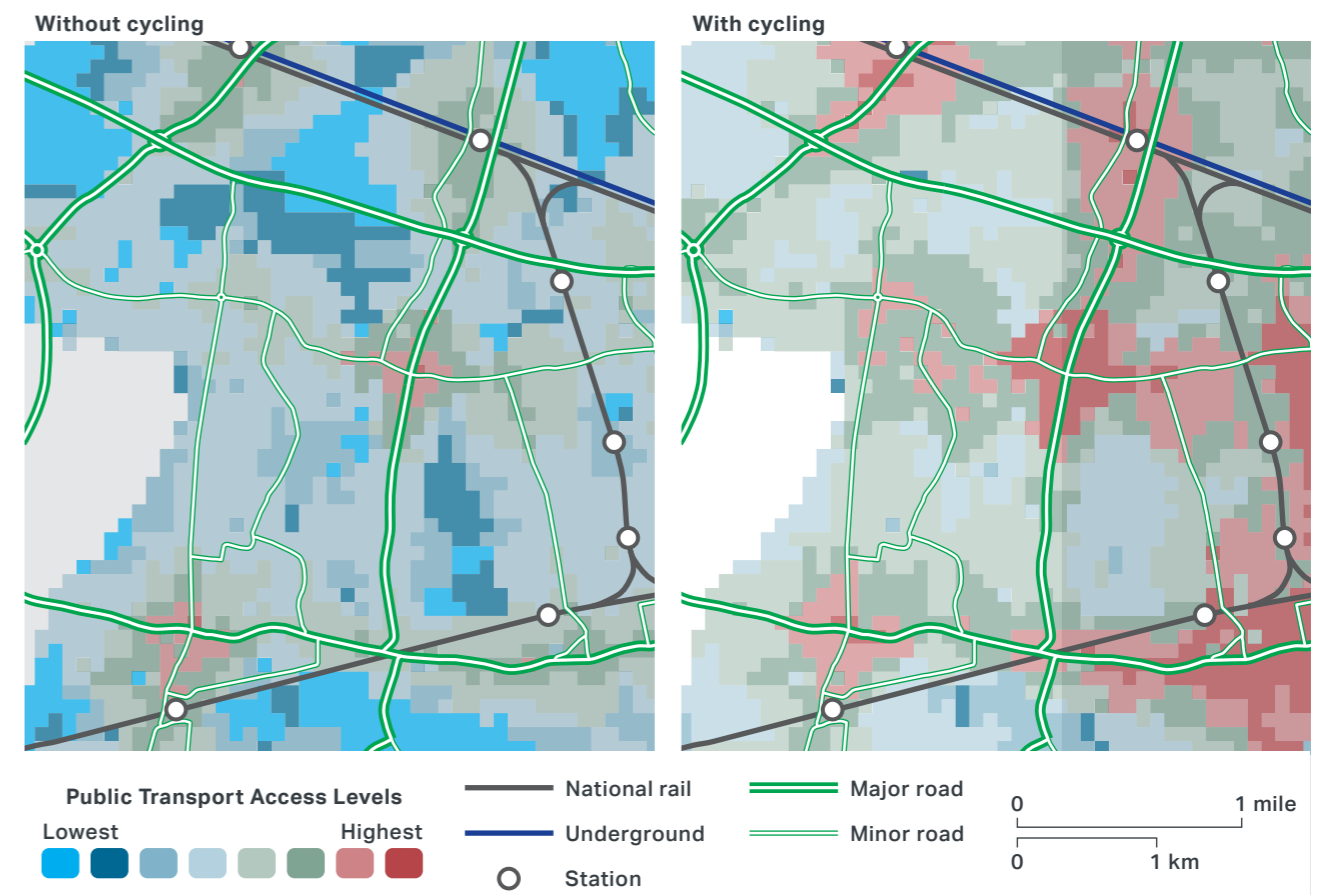 Without cycling
With cycling
Public Transport Access Levels
Lowest
Highest
National rail
Underground
Station
Major road
Minor road
0
1 mile
0
1 km